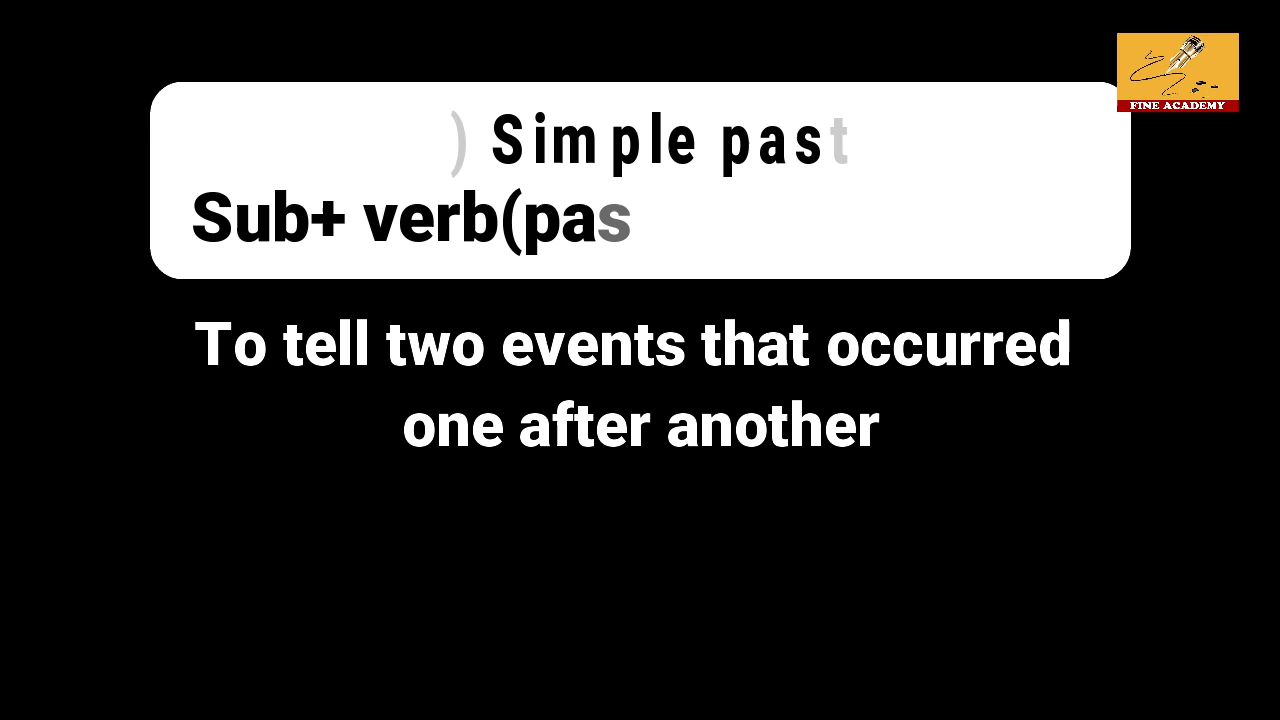 FINE ACADEMY
) Simple past
Sub+ verb(pas
To tell two events that occurred
one after another